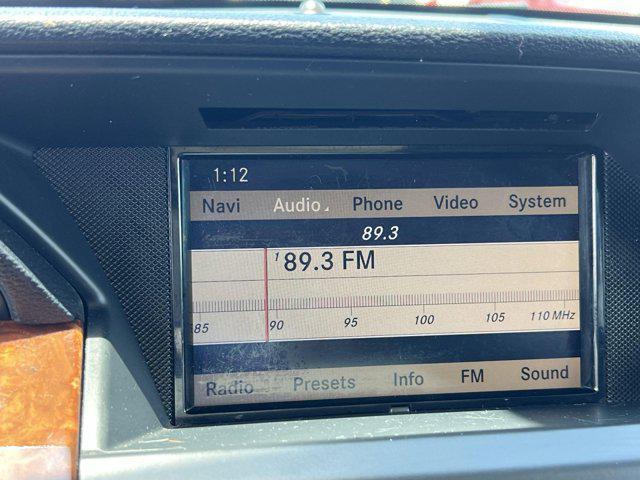 1:12
Navi Audio Phone Video System
89.3
1 89.3 FM
85 90 95 100 105 110 MHz
Radio Presets Info FM Sound